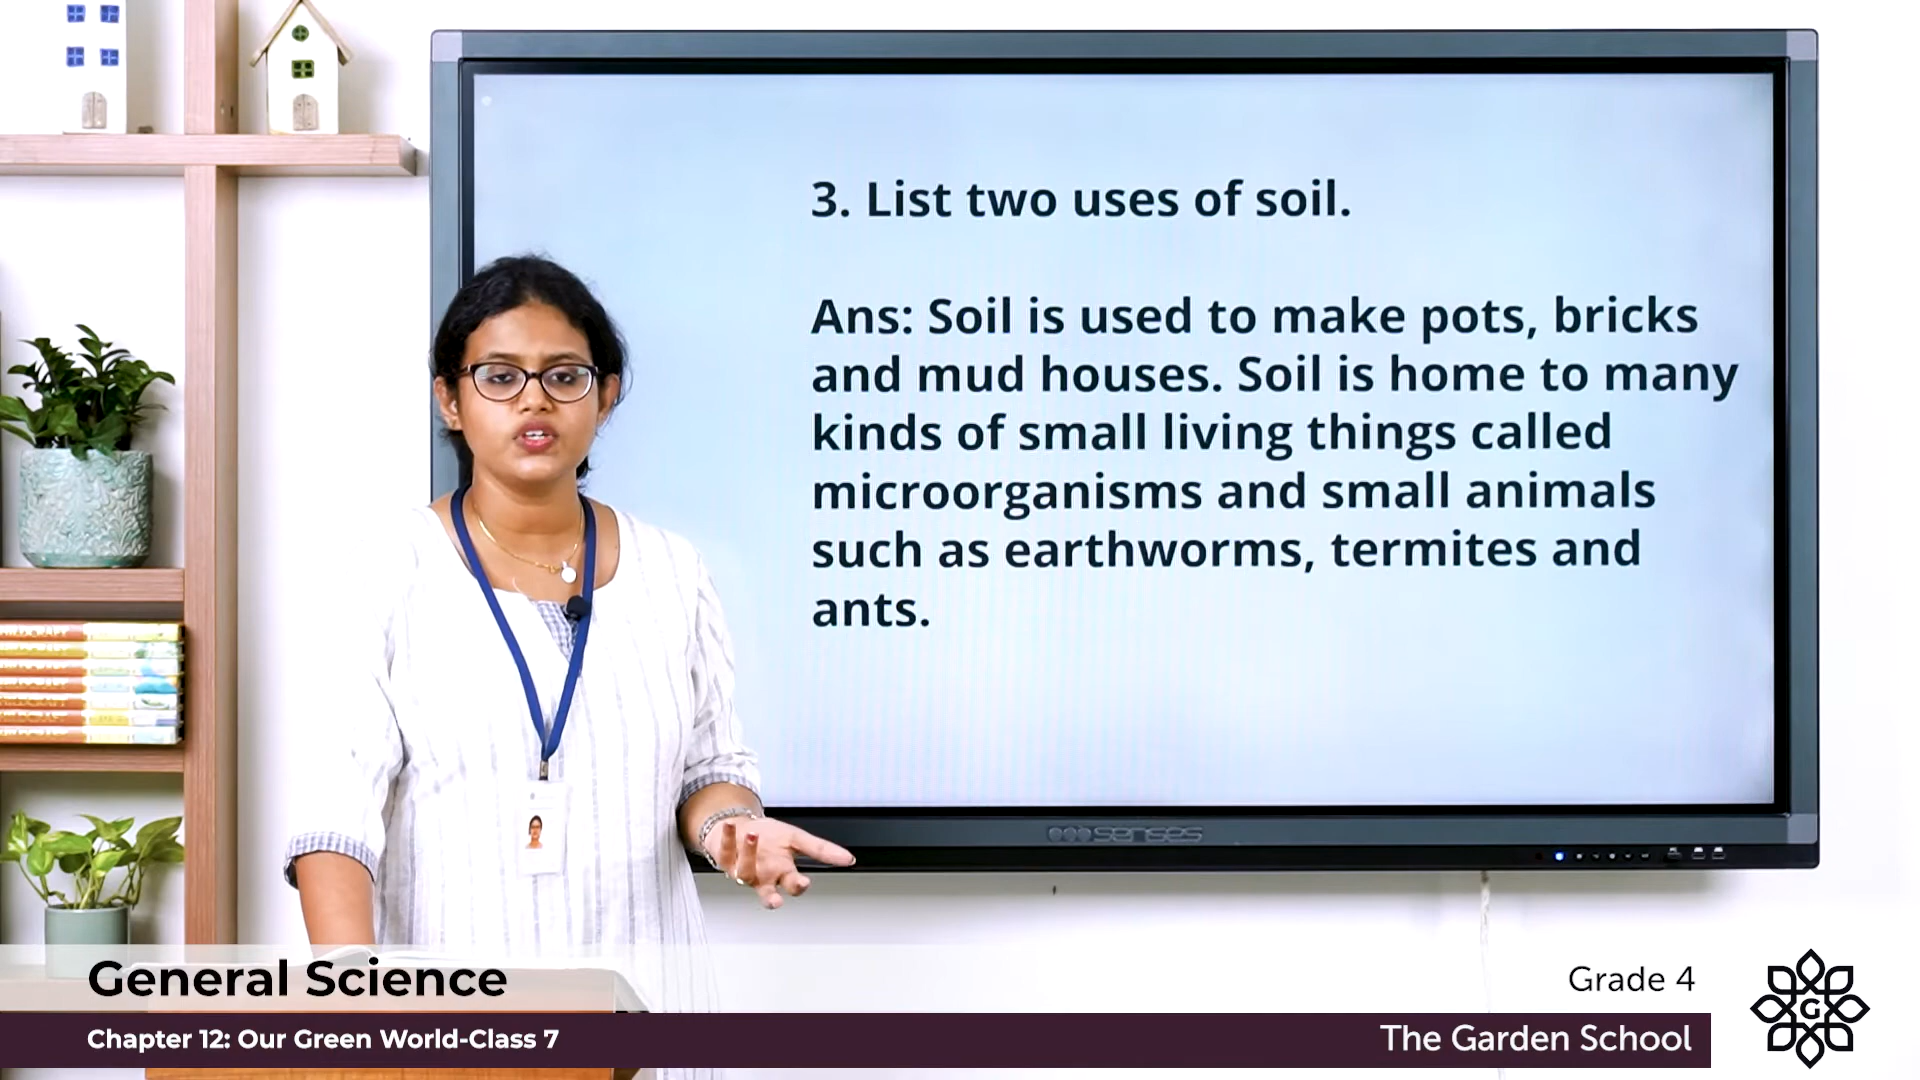 3. List two uses of soil.
Ans: Soil is used to make pots, bricks
and mud houses. Soil is home to many
kinds of small living things called
microorganisms and small animals
such as earthworms, termites and
ants.
senses
General Science
Grade 4
Chapter 12: Our Green World-Class 7
The Garden School
G